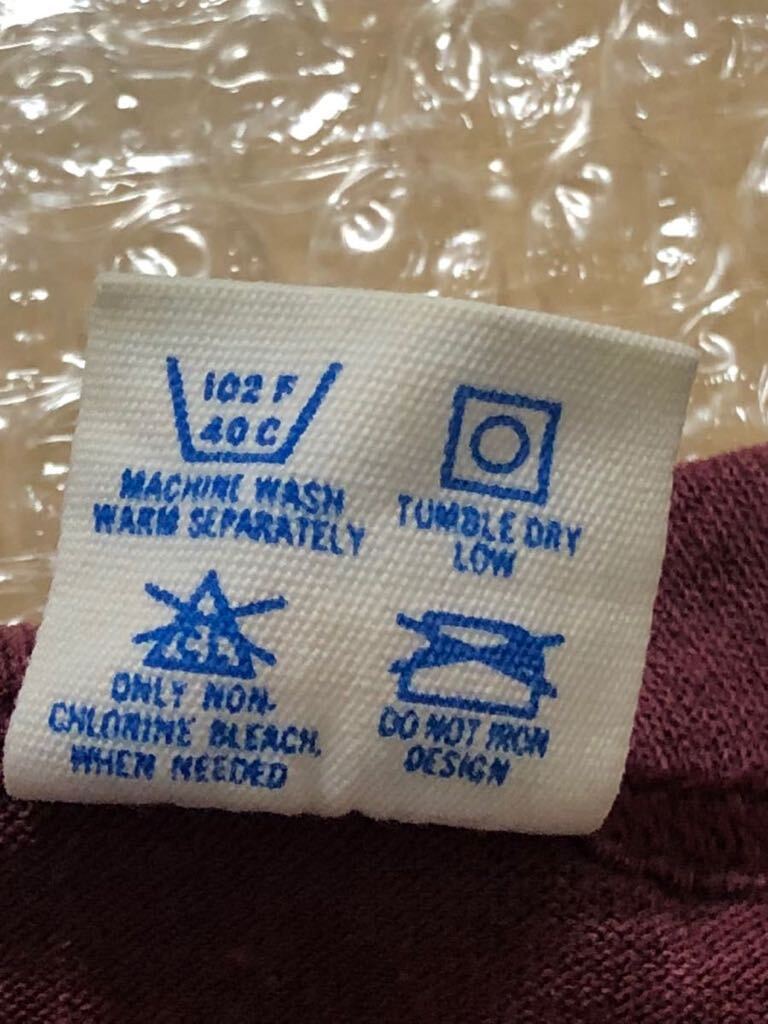 102 F
40 C
MACHINE WASH
WARM SEPARATELY
TUMBLE DRY
LOW
CL
ONLY NON-
CHLORINE BLEACH,
WHEN NEEDED
DO NOT IRON
DESIGN